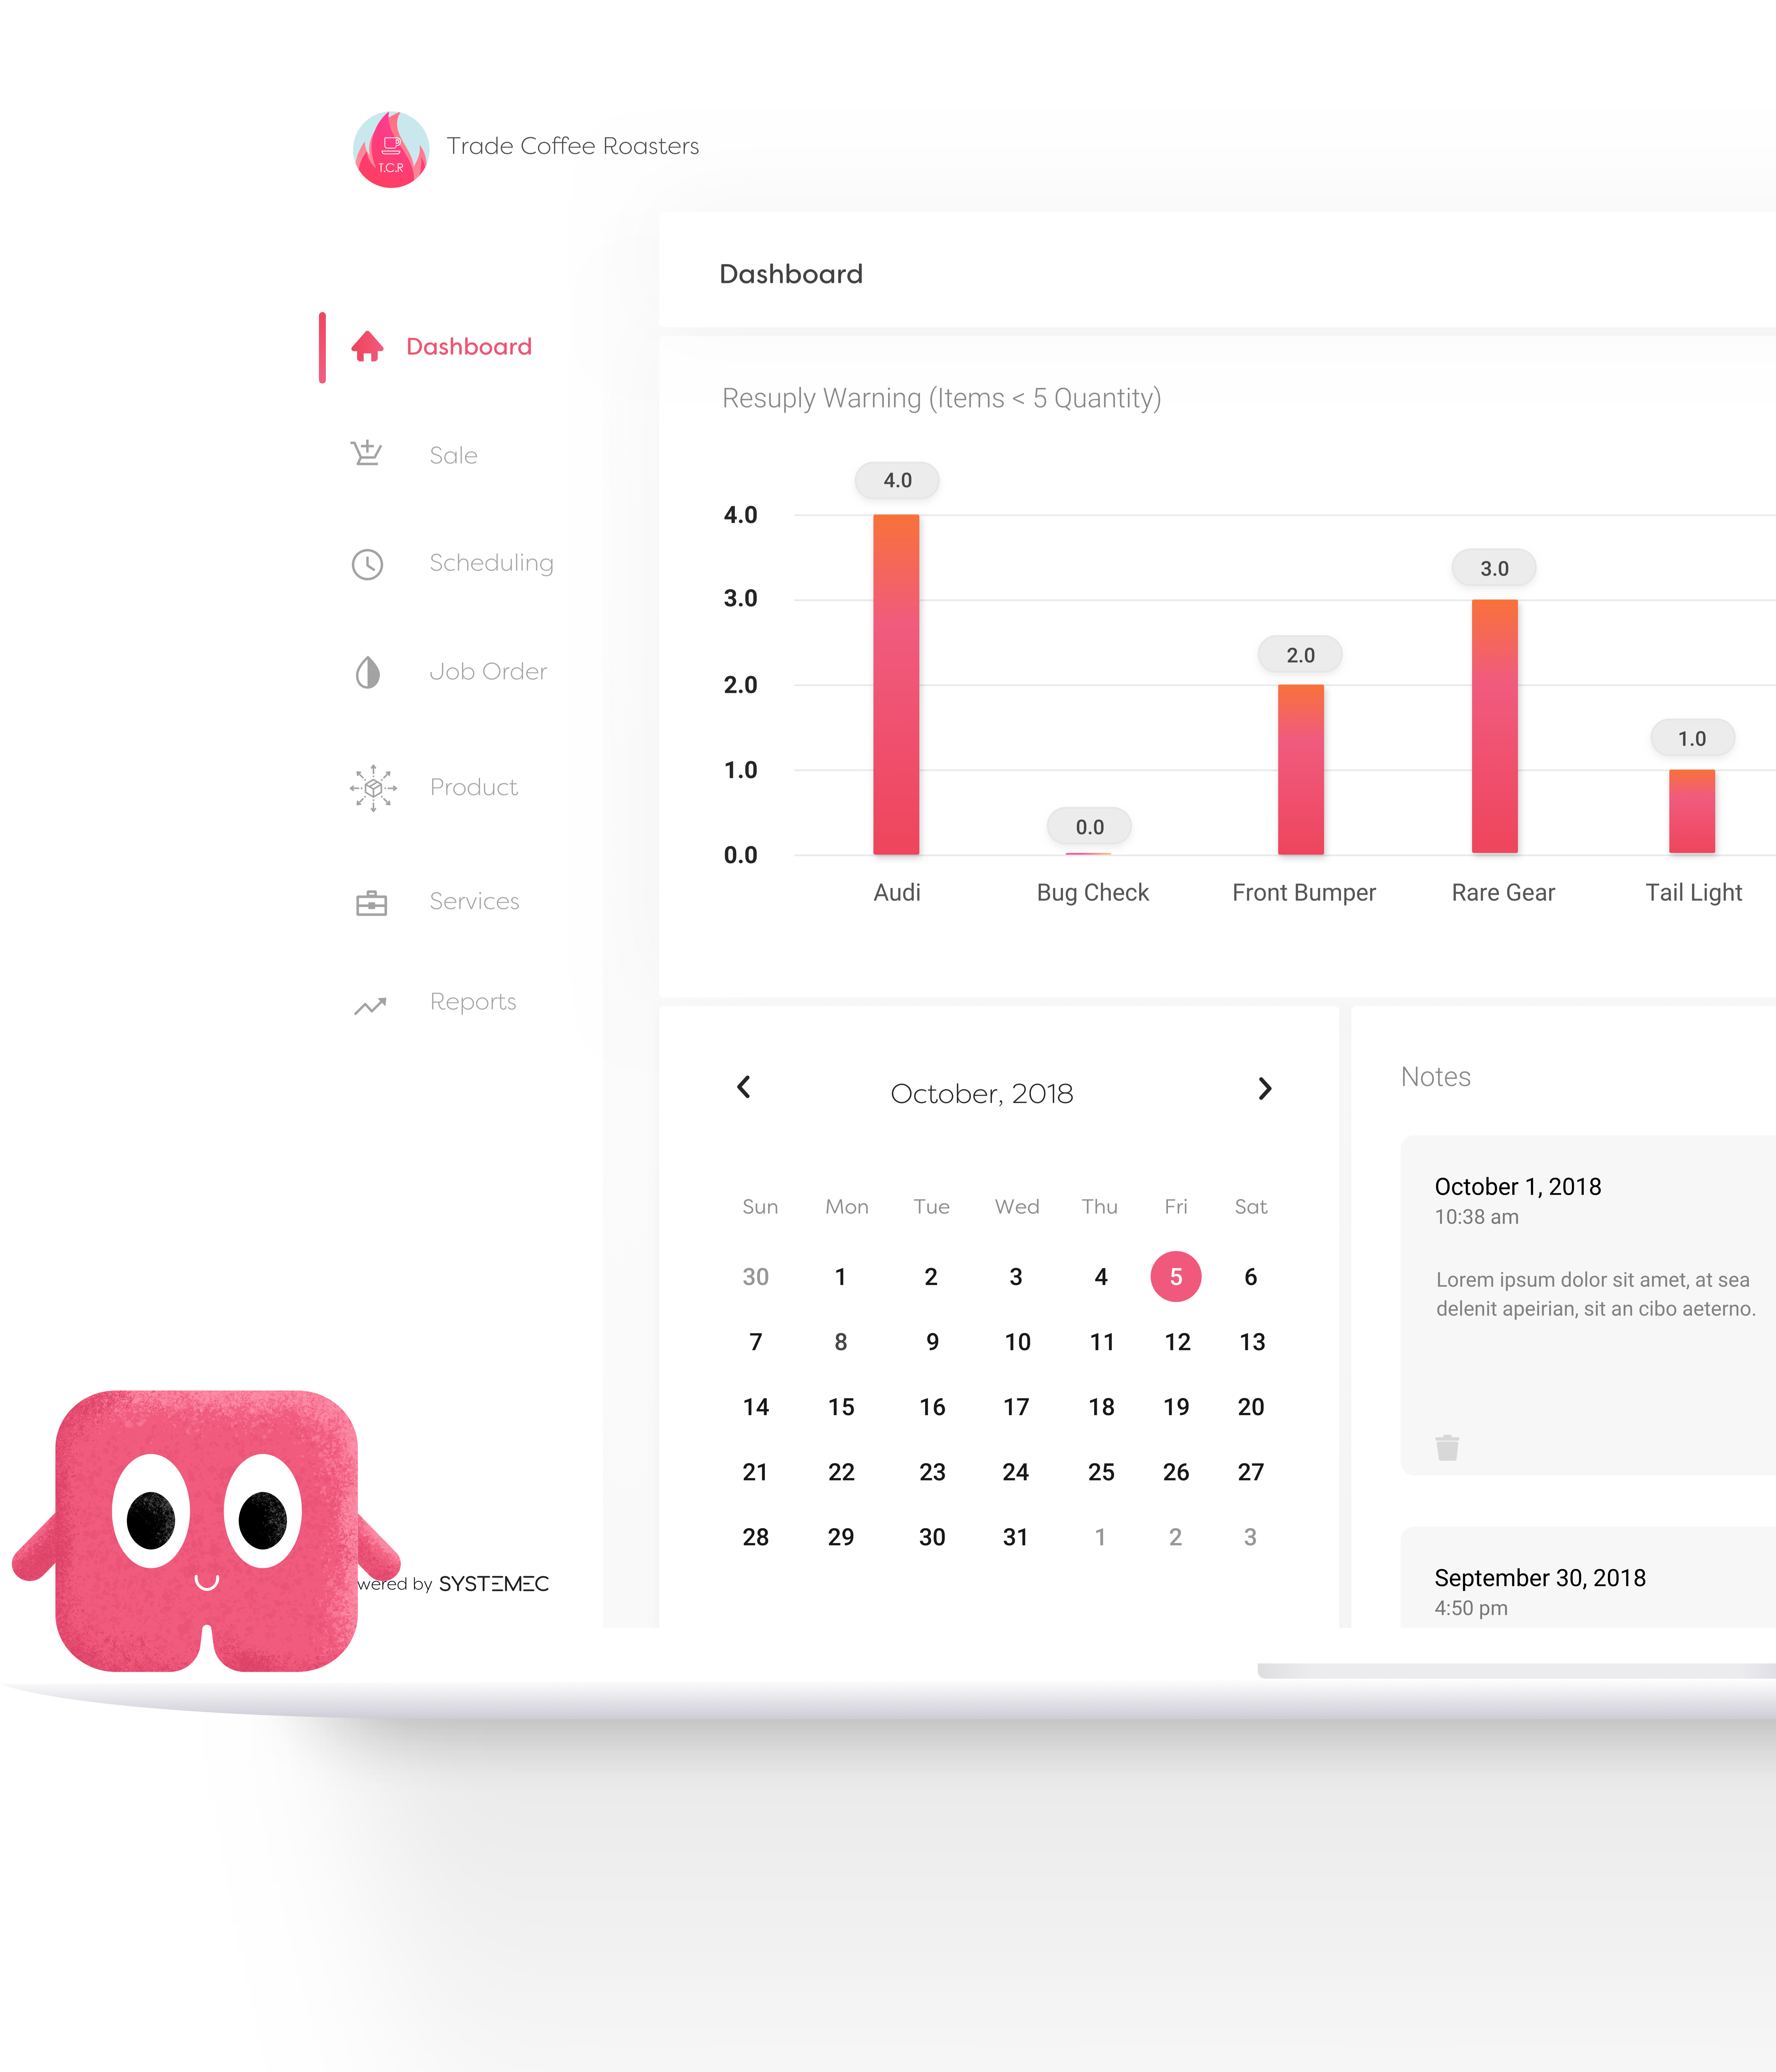 T.C.R
Trade Coffee Roasters
Dashboard
Dashboard
Sale
Scheduling
Job Order
Product
Services
Reports
wered by SYSTEMEC
Resuply Warning (Items < 5 Quantity)
4.0
4.0
3.0
3.0
2.0
2.0
1.0
1.0
0.0
0.0
Audi Bug Check Front Bumper Rare Gear Tail Light
October, 2018
Sun Mon Tue Wed Thu Fri Sat
30 1 2 3 4 5 6
7 8 9 10 11 12 13
14 15 16 17 18 19 20
21 22 23 24 25 26 27
28 29 30 31 1 2 3
Notes
October 1, 2018
10:38 am
Lorem ipsum dolor sit amet, at sea
delenit apeirian, sit an cibo aeterno.
September 30, 2018
4:50 pm